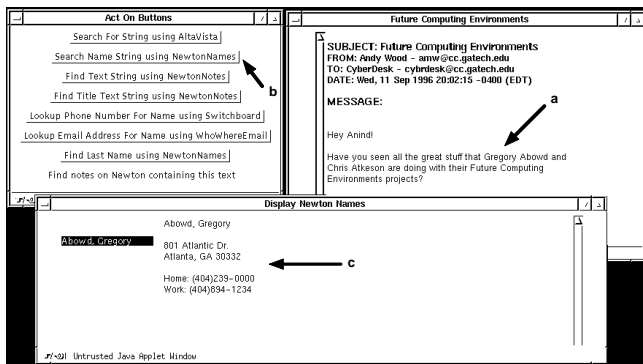 Act On Buttons
Search For String using AltaVista
Search Name String using NewtonNames
Find Text String using NewtonNotes
Find Title Text String using NewtonNotes
Lookup Phone Number For Name using Switchboard
Lookup Email Address For Name using WhoWhereEmail
Find Last Name using NewtonNames
Find notes on Newton containing this text
b
Future Computing Environments
SUBJECT: Future Computing Environments
FROM: Andy Wood - amw@cc.gatech.edu
TO: CyberDesk - cybrdesk@cc.gatech.edu
DATE: Wed, 11 Sep 1996 20:02:15 -0400 (EDT)
MESSAGE:
a
Hey Anind!
Have you seen all the great stuff that Gregory Abowd and
Chris Atkeson are doing with their Future Computing
Environments projects?
Display Newton Names
Abowd, Gregory
Abowd, Gregory
801 Atlantic Dr.
Atlanta, GA 30332
c
Home: (404)239-0000
Work: (404)894-1234
Untrusted Java Applet Window